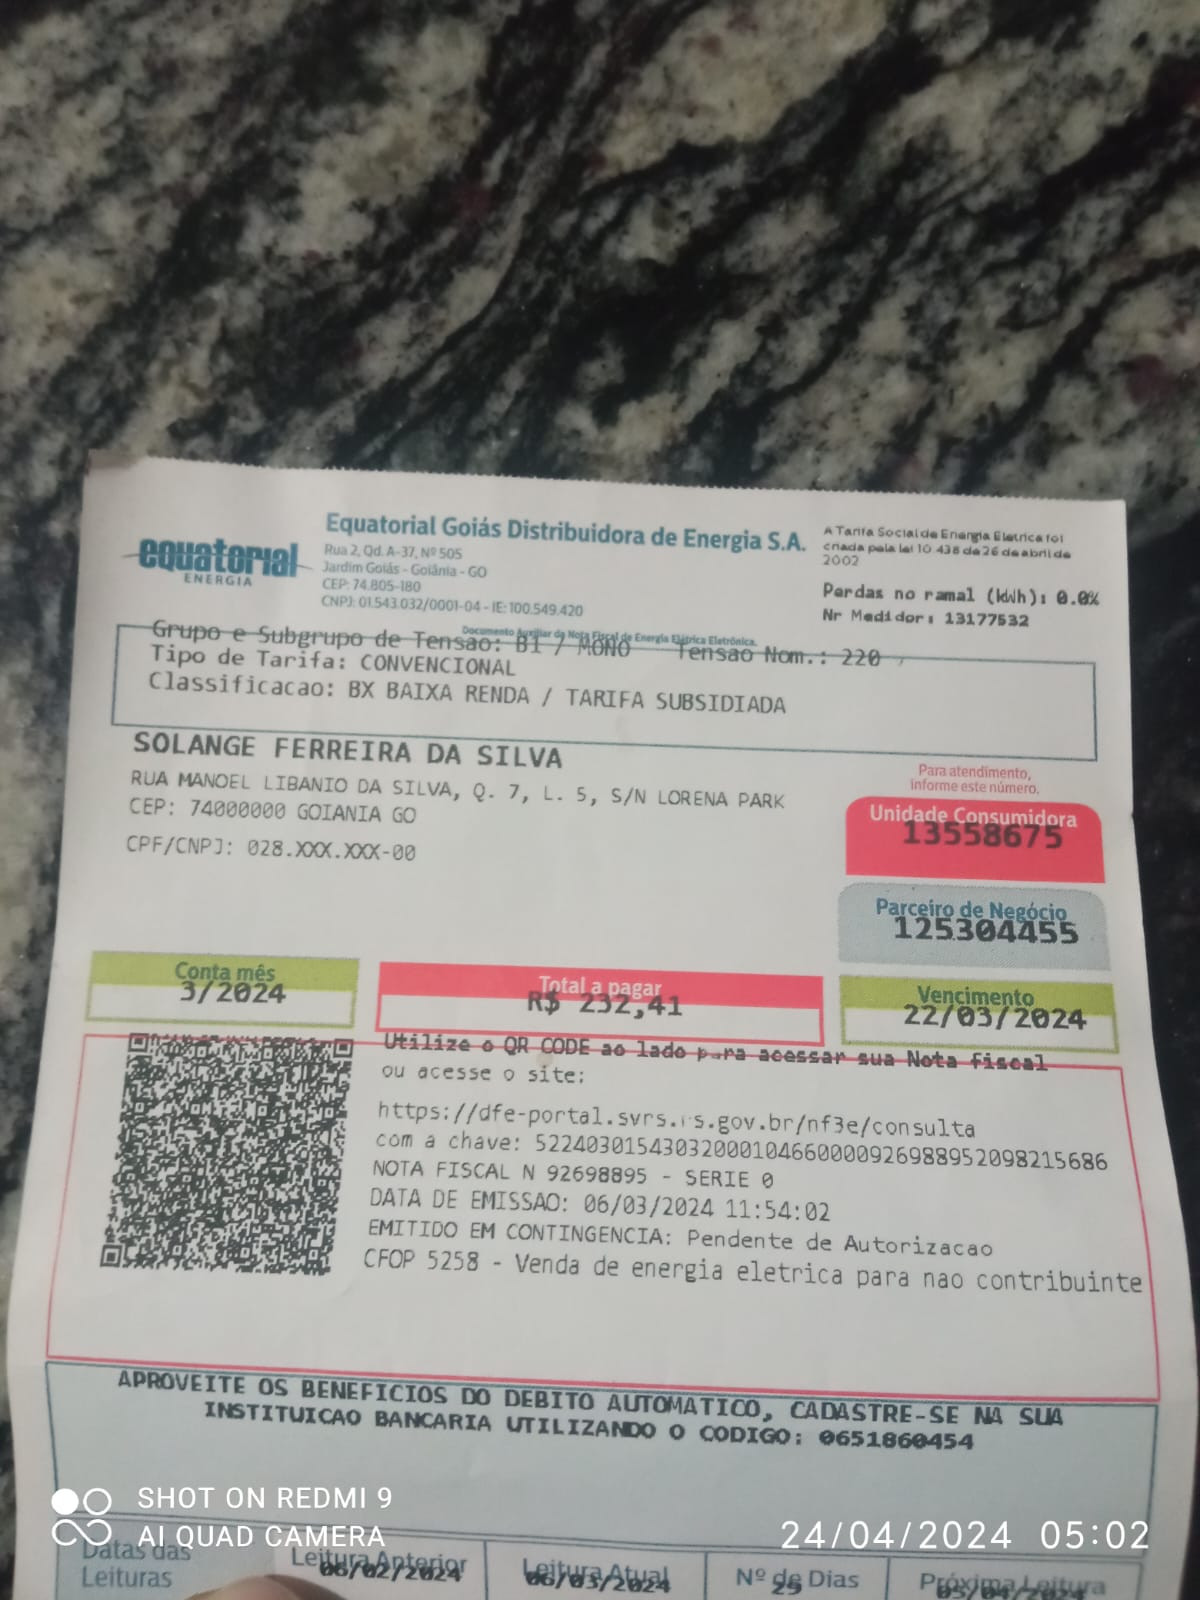 equatorial
ENERGIA
Equatorial Goiás Distribuidora de Energia S.A.
Rua 2, Qd. A-37, Nº 505
Jardim Goiás - Goiânia - GO
CEP: 74.805-180
CNPJ: 01.543.032/0001-04 - IE: 100.549.420
A Tarifa Social de Energia Eletrica foi
criada pela lei 10.438 de 26 de abril de
2002
Perdas no ramal (kWh): 0.0%
Nr Medidor: 13177532
Documento Auxiliar da Nota Fiscal de Energia Elétrica Eletrônica.
Grupo e Subgrupo de Tensao: B1 / MONO Tensao Nom.: 220
Tipo de Tarifa: CONVENCIONAL
Classificacao: BX BAIXA RENDA / TARIFA SUBSIDIADA
SOLANGE FERREIRA DA SILVA
RUA MANOEL LIBANIO DA SILVA, Q. 7, L. 5, S/N LORENA PARK
CEP: 74000000 GOIANIA GO
CPF/CNPJ: 028.XXX.XXX-00
Para atendimento,
informe este número.
Unidade Consumidora
13558675
Parceiro de Negócio
125304455
Conta mês
3/2024
Total a pagar
R$ 232,41
Vencimento
22/03/2024
Utilize o QR CODE ao lado para acessar sua Nota fiscal
ou acesse o site:
https://dfe-portal.svrs.rs.gov.br/nf3e/consulta
com a chave: 52240301543032000104660000926988952098215686
NOTA FISCAL N 92698895 - SERIE 0
DATA DE EMISSAO: 06/03/2024 11:54:02
EMITIDO EM CONTINGENCIA: Pendente de Autorizacao
CFOP 5258 - Venda de energia eletrica para nao contribuinte
APROVEITE OS BENEFICIOS DO DEBITO AUTOMATICO, CADASTRE-SE NA SUA
INSTITUICAO BANCARIA UTILIZANDO O CODIGO: 0651860454
SHOT ON REDMI 9
AI QUAD CAMERA
24/04/2024 05:02
Datas das
Leituras
Leitura Anterior
06/02/2024
Leitura Atual
06/03/2024
Nº de Dias
29
Próxima Leitura
05/04/2024